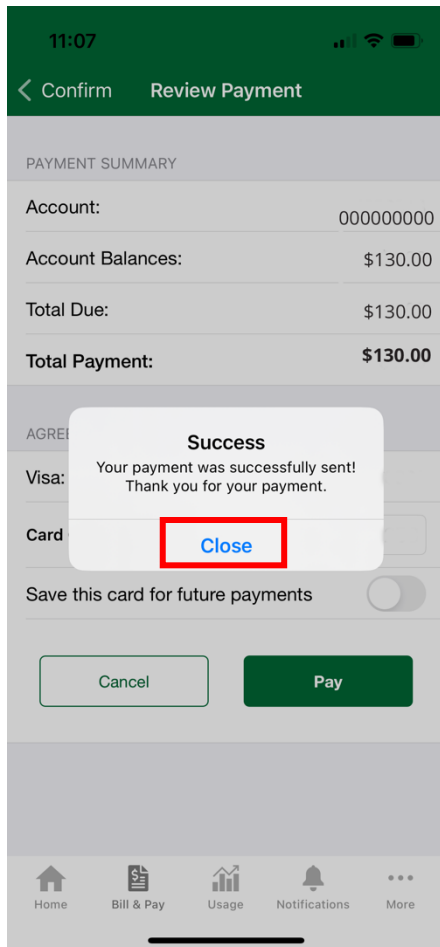 11:07
Confirm Review Payment
PAYMENT SUMMARY
Account: 000000000
Account Balances: $130.00
Total Due: $130.00
Total Payment: $130.00
Success
Your payment was successfully sent!
Thank you for your payment.
Close
Visa:
Card
Save this card for future payments
Cancel Pay
Home Bill & Pay Usage Notifications More